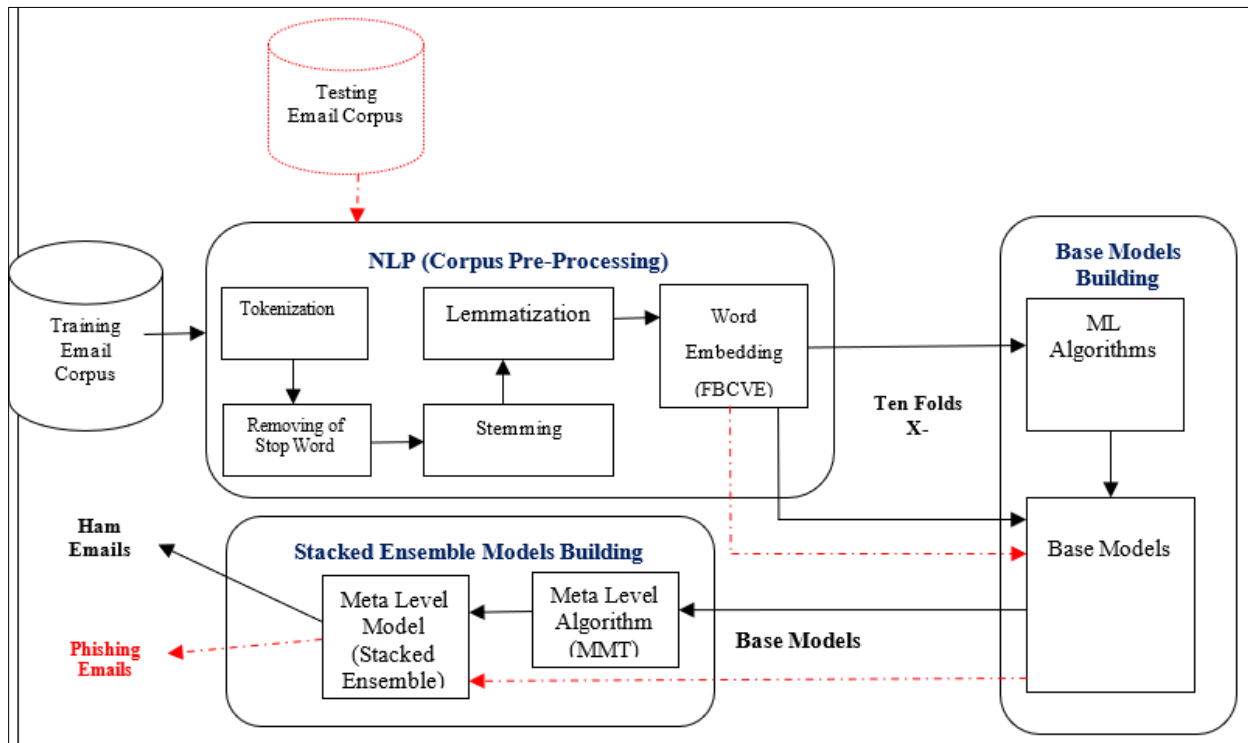 Testing
Email Corpus
NLP (Corpus Pre-Processing)
Base Models
Building
Training
Email
Corpus
Tokenization
Lemmatization
Word
Embedding
(FBCVE)
ML
Algorithms
Removing of
Stop Word
Stemming
Ten Folds
X-
Ham
Emails
Stacked Ensemble Models Building
Base Models
Meta Level
Model
(Stacked
Ensemble)
Meta Level
Algorithm
(MMT)
Base Models
Phishing
Emails